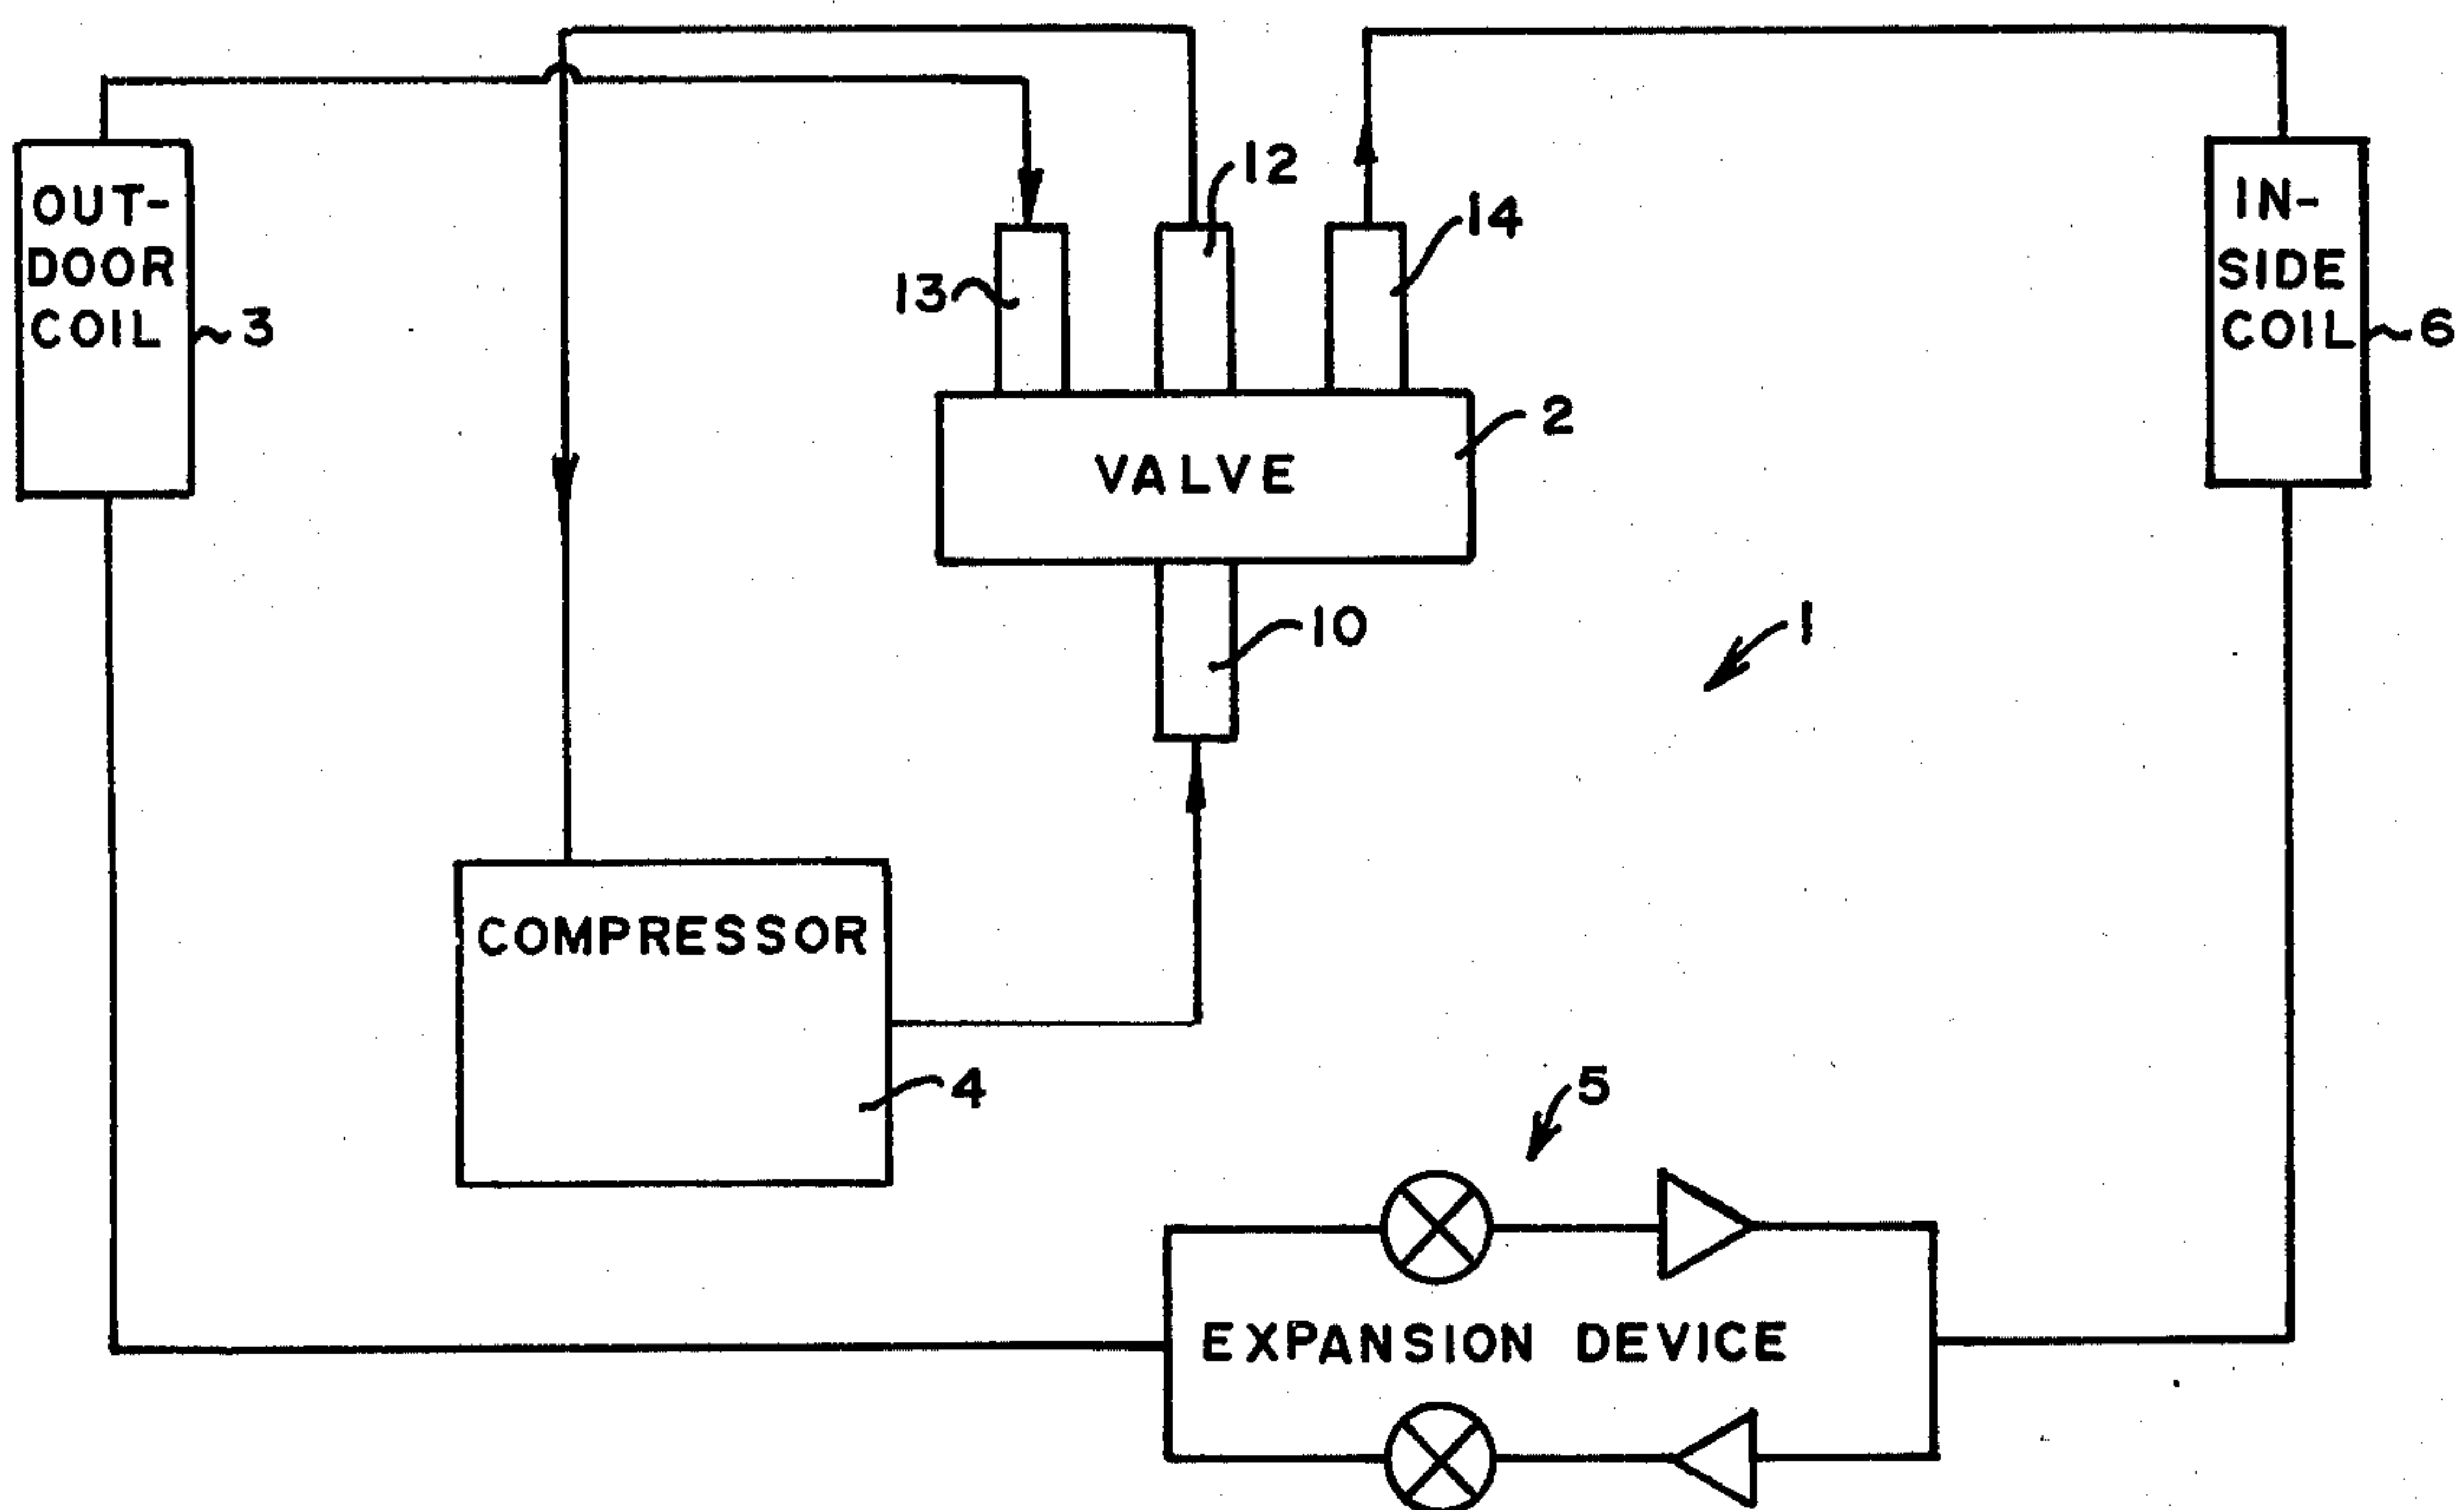 12
14
13
OUT-
DOOR
COIL
3
IN-
SIDE
COIL
6
2
VALVE
10
1
COMPRESSOR
4
5
EXPANSION DEVICE